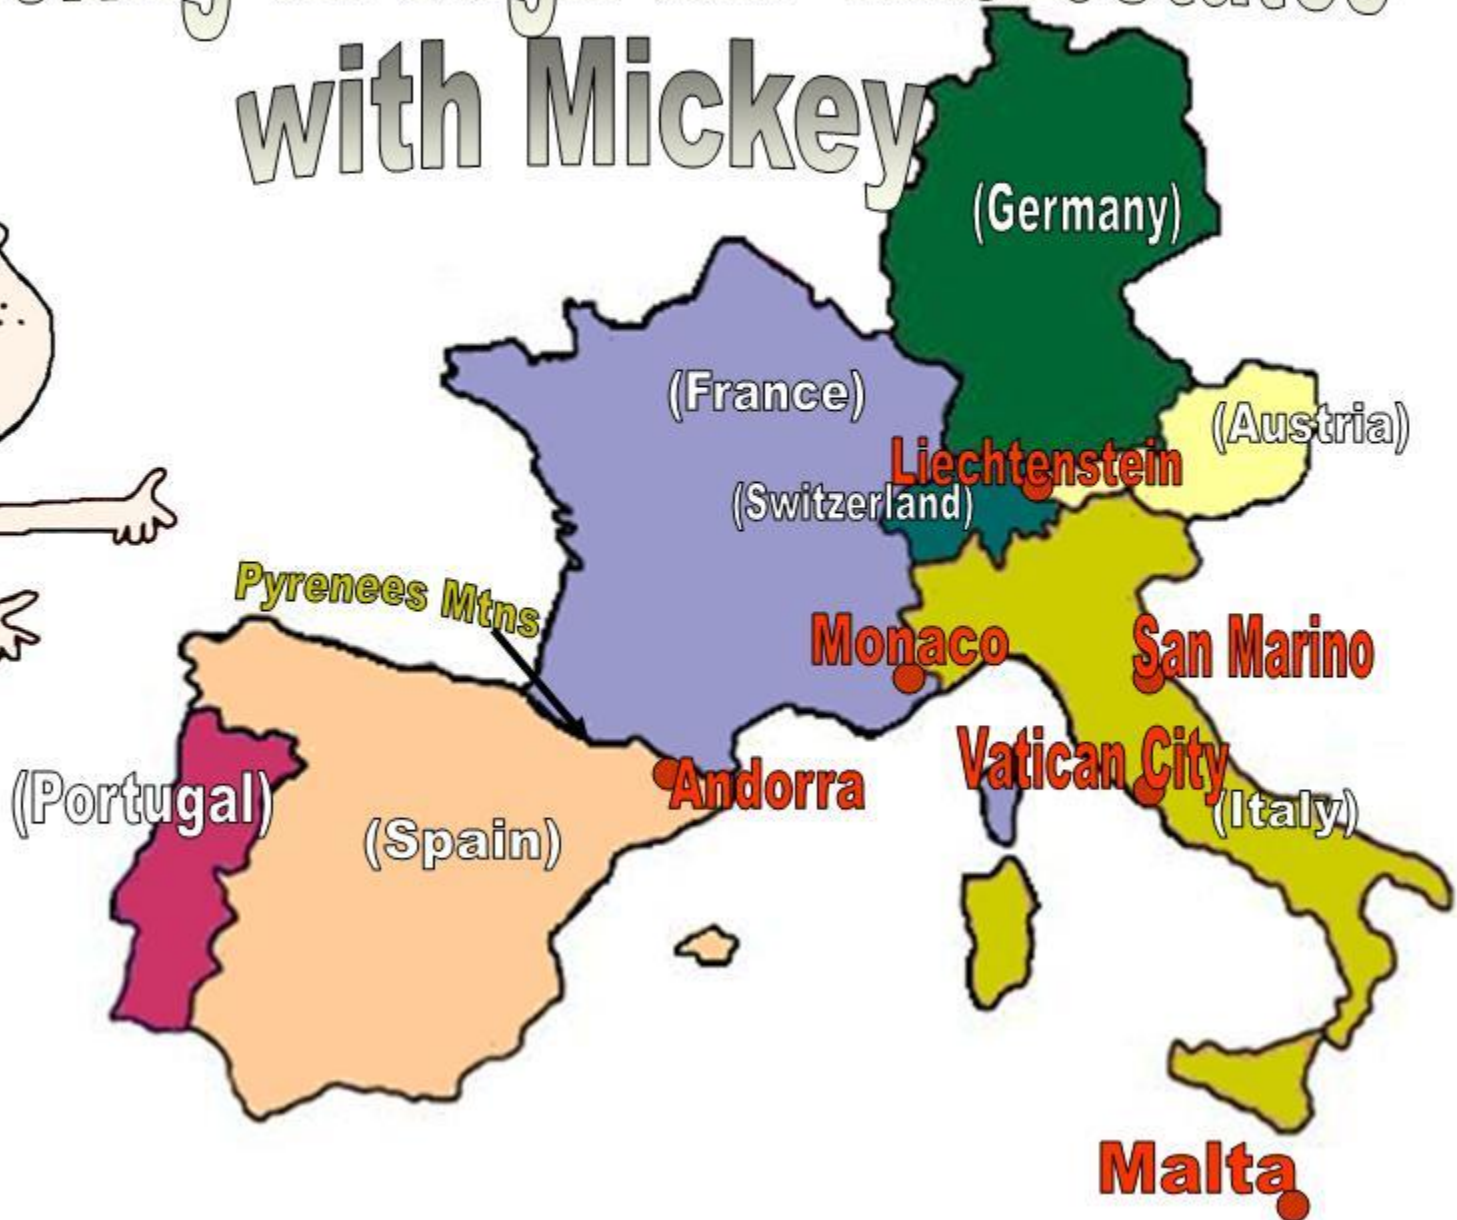 with Mickey
(Germany)
(France)
(Austria)
Liechtenstein
(Switzerland)
Pyrenees Mtns
Monaco
San Marino
Vatican City
Andorra
(Portugal)
(Italy)
(Spain)
Malta